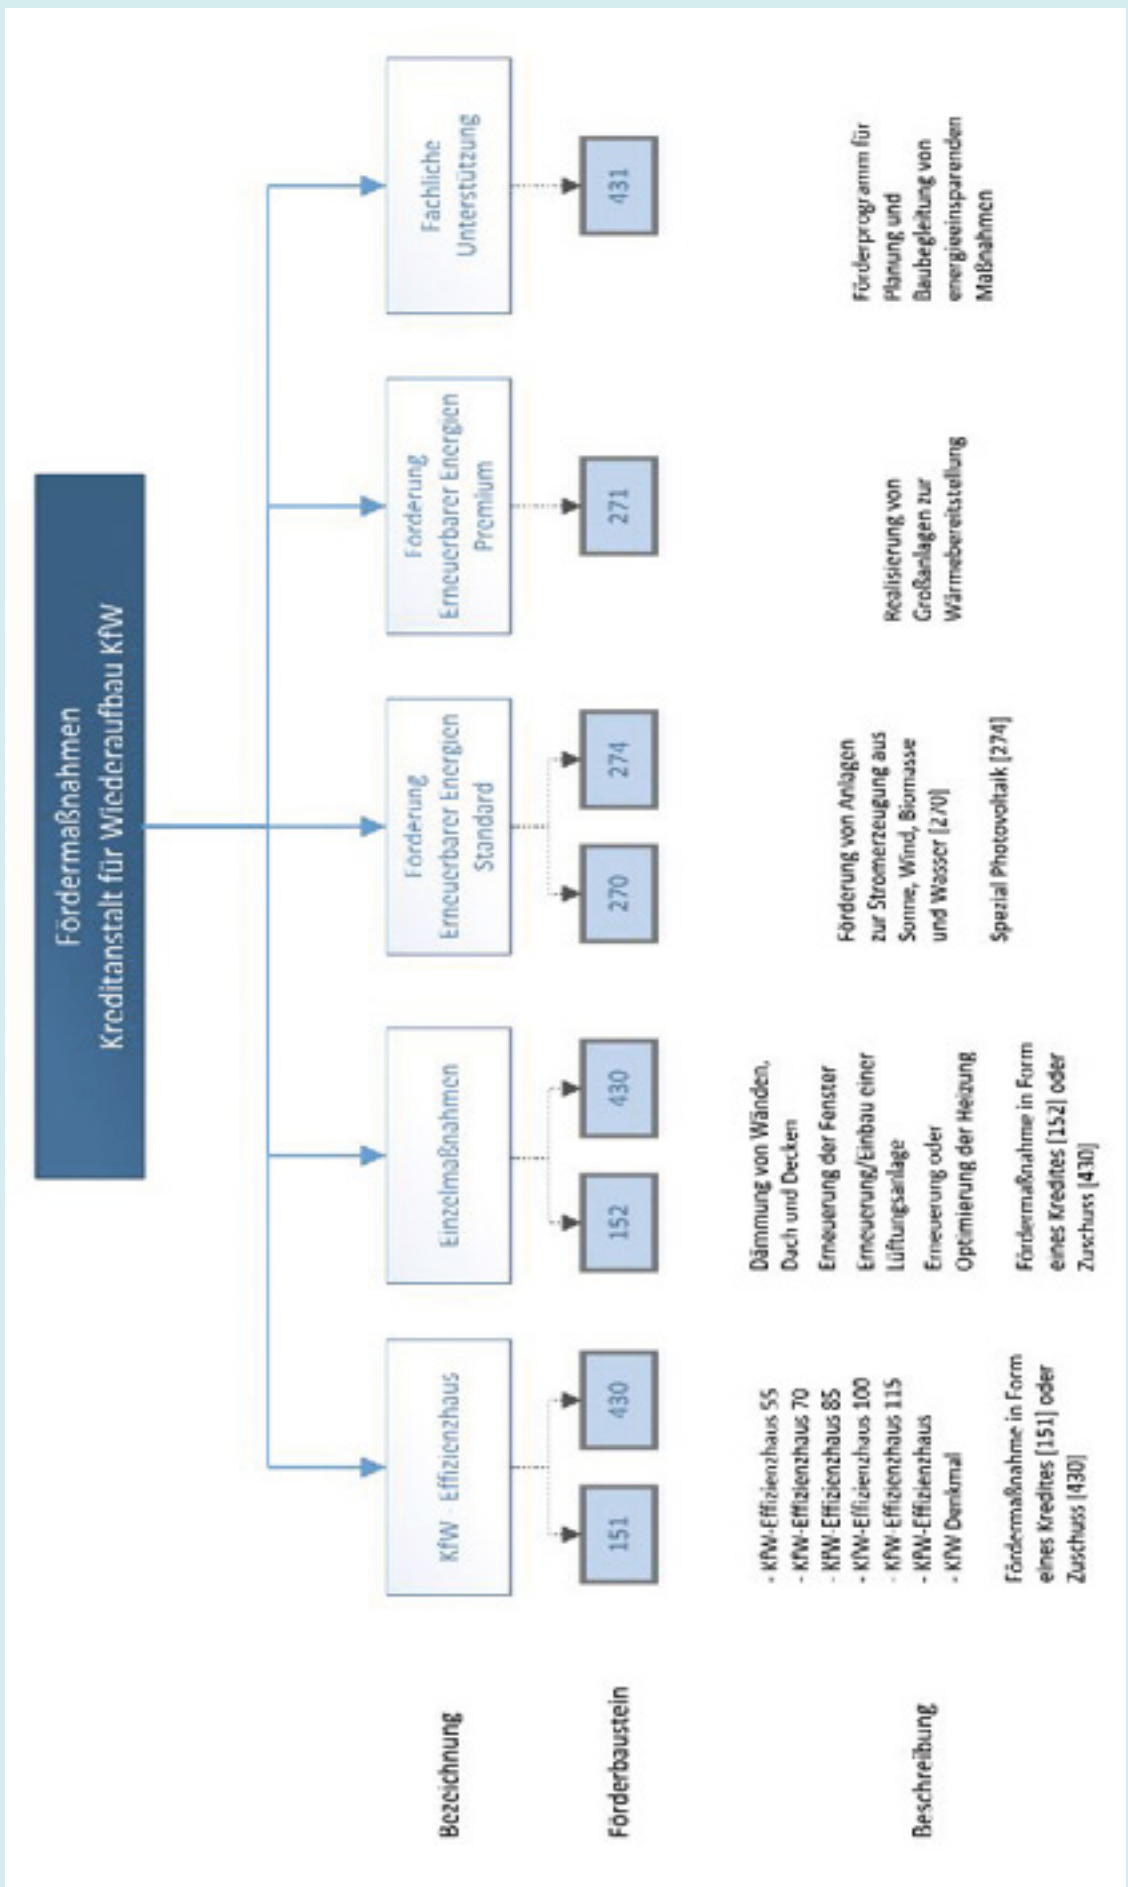 Fördermaßnahmen
Kreditanstalt für Wiederaufbau KfW
Bezeichnung
KfW - Effizienzhaus
Einzelmaßnahmen
Förderung
Erneuerbarer Energien
Standard
Förderung
Erneuerbarer Energien
Premium
Fachliche
Unterstützung
Förderbaustein
151
430
152
430
270
274
271
431
Beschreibung
- KfW-Effizienzhaus 55
- KfW-Effizienzhaus 70
- KfW-Effizienzhaus 85
- KfW-Effizienzhaus 100
- KfW-Effizienzhaus 115
- KfW-Effizienzhaus
- KfW Denkmal
Fördermaßnahme in Form
eines Kredites [151] oder
Zuschuss [430]
Dämmung von Wänden,
Dach und Decken
Erneuerung der Fenster
Erneuerung/Einbau einer
Lüftungsanlage
Erneuerung oder
Optimierung der Heizung
Fördermaßnahme in Form
eines Kredites [152] oder
Zuschuss [430]
Förderung von Anlagen
zur Stromerzeugung aus
Sonne, Wind, Biomasse
und Wasser [270]
Spezial Photovoltaik [274]
Realisierung von
Großanlagen zur
Wärmebereitstellung
Förderprogramm für
Planung und
Baubegleitung von
energieeinsparenden
Maßnahmen